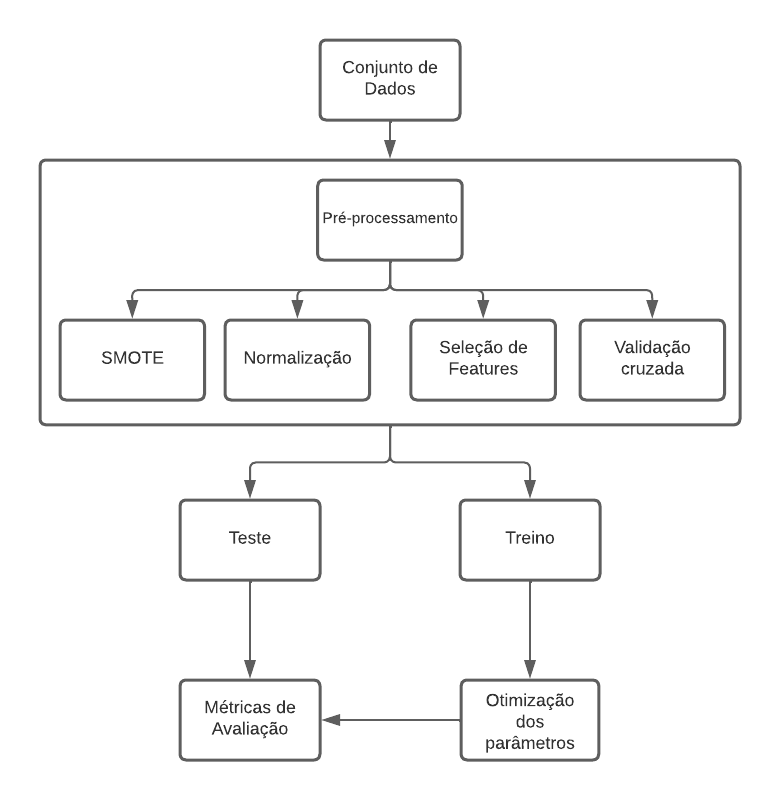 Conjunto de
Dados
Pré-processamento
SMOTE
Normalização
Seleção de
Features
Validação
cruzada
Teste
Treino
Métricas de
Avaliação
Otimização
dos
parâmetros